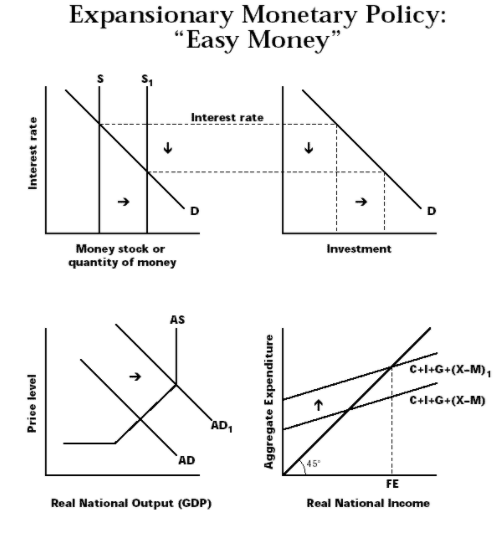 Expansionary Monetary Policy:
“Easy Money”
S S₁
Interest rate
Interest rate
D
Money stock or
quantity of money
D
Investment
AS
Price level
AD₁
AD
Real National Output (GDP)
Aggregate Expenditure
C+I+G+(X–M)₁
C+I+G+(X–M)
45°
FE
Real National Income